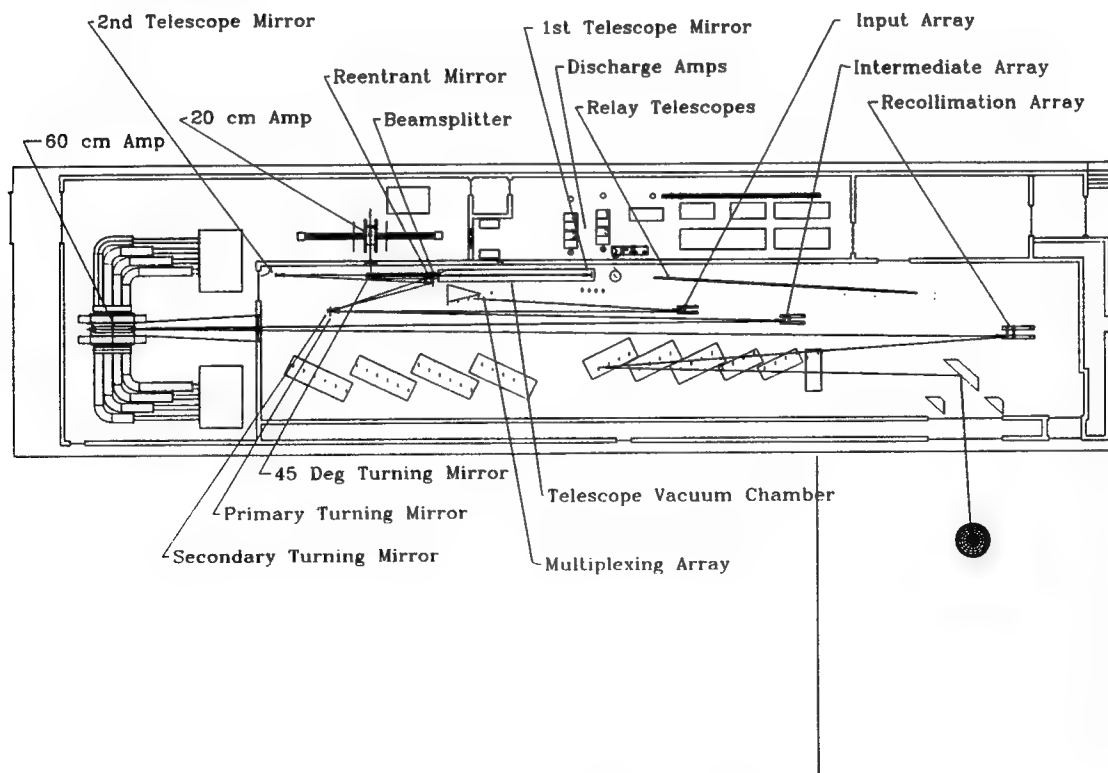 2nd Telescope Mirror
1st Telescope Mirror
Input Array
Reentrant Mirror
Discharge Amps
Intermediate Array
20 cm Amp
Beamsplitter
Relay Telescopes
Recollimation Array
60 cm Amp
45 Deg Turning Mirror
Telescope Vacuum Chamber
Primary Turning Mirror
Secondary Turning Mirror
Multiplexing Array